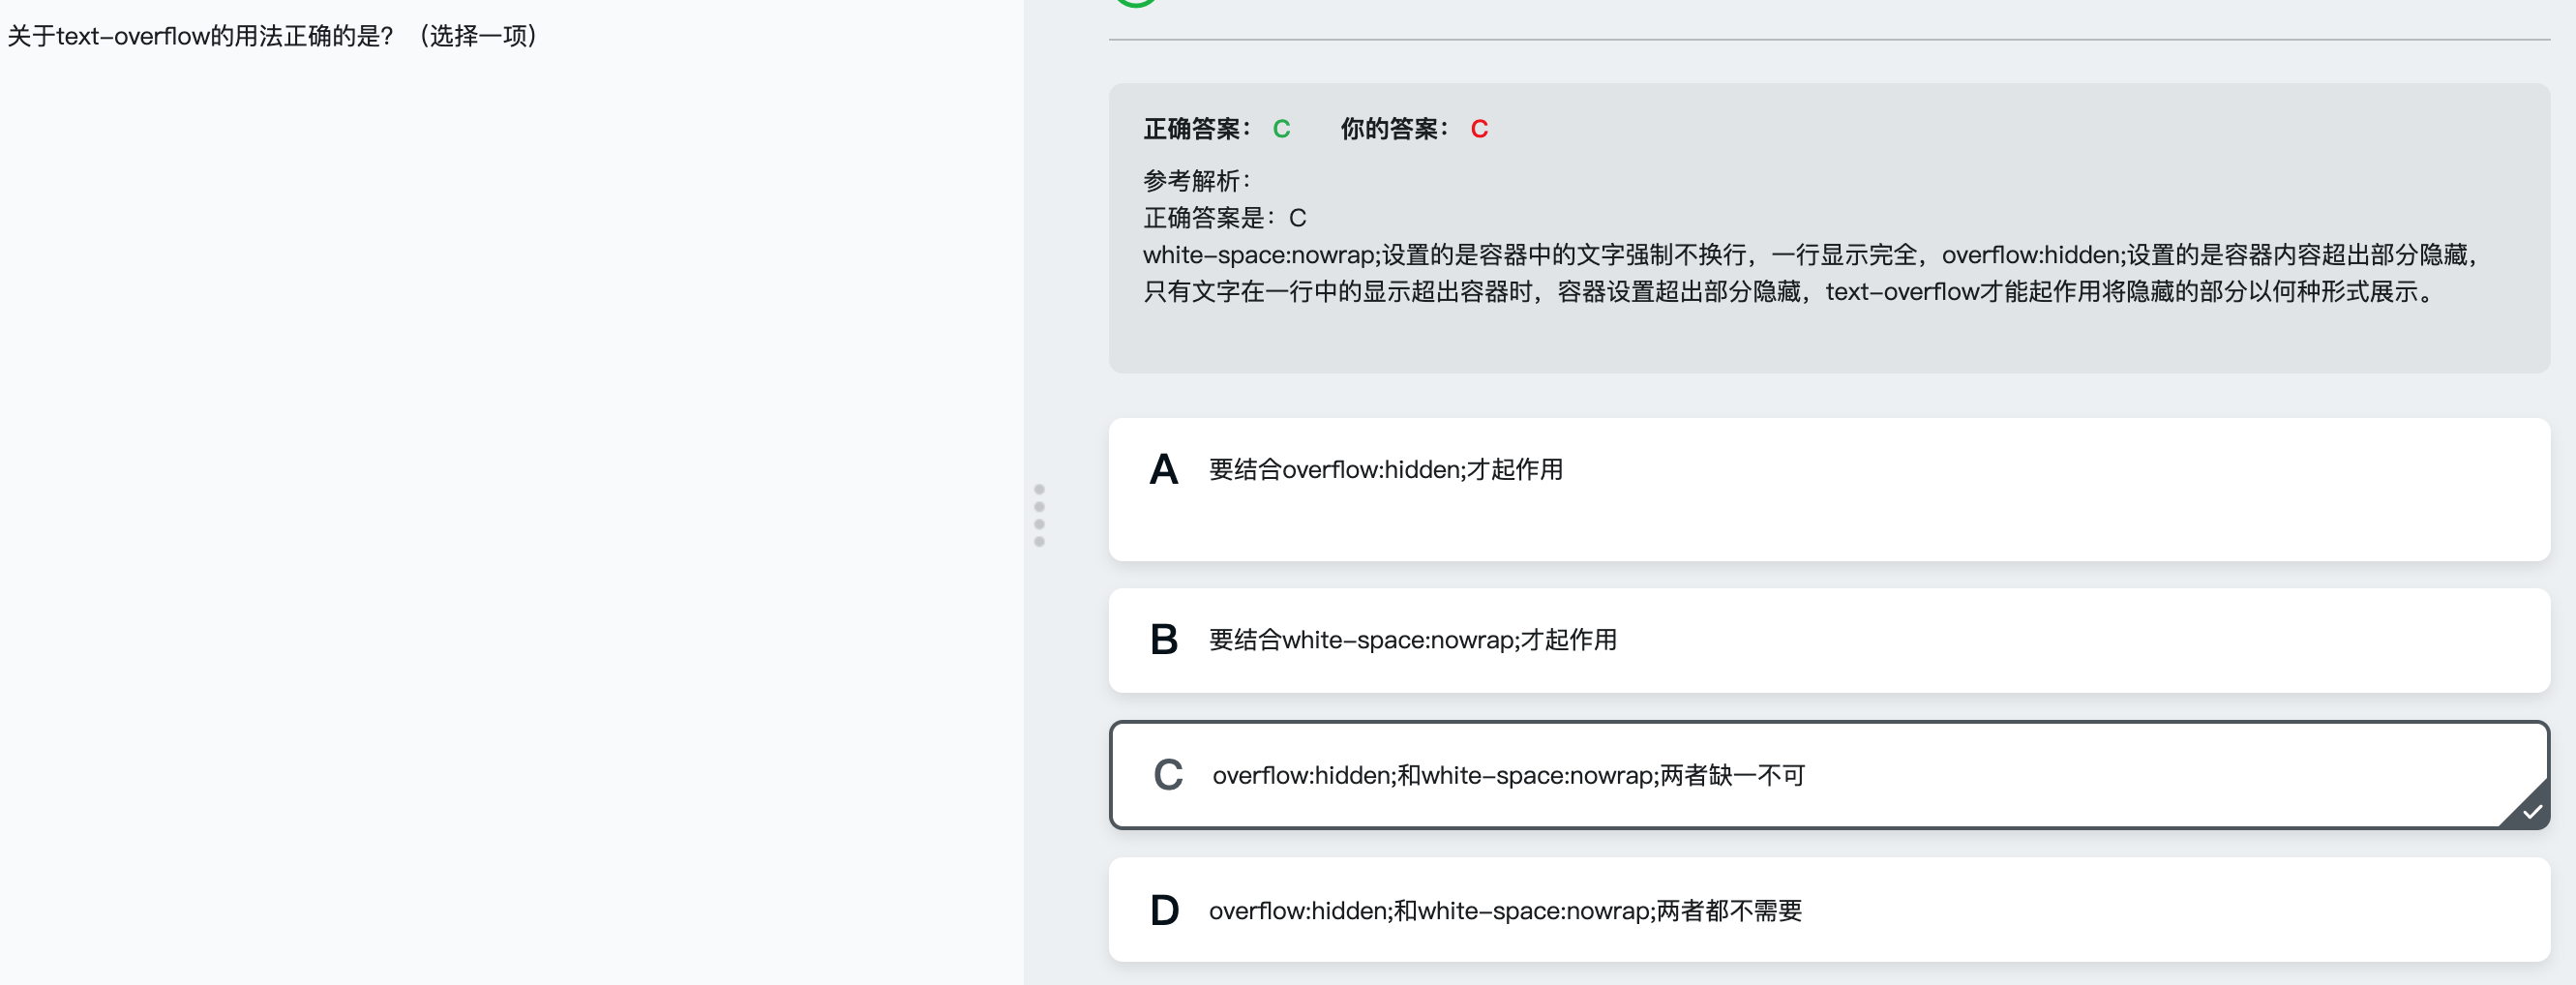 关于text-overflow的用法正确的是？（选择一项）
正确答案： C 你的答案： C
参考解析：
正确答案是：C
white-space:nowrap;设置的是容器中的文字强制不换行，一行显示完全，overflow:hidden;设置的是容器内容超出部分隐藏，
只有文字在一行中的显示超出容器时，容器设置超出部分隐藏，text-overflow才能起作用将隐藏的部分以何种形式展示。
A 要结合overflow:hidden;才起作用
B 要结合white-space:nowrap;才起作用
C overflow:hidden;和white-space:nowrap;两者缺一不可
D overflow:hidden;和white-space:nowrap;两者都不需要